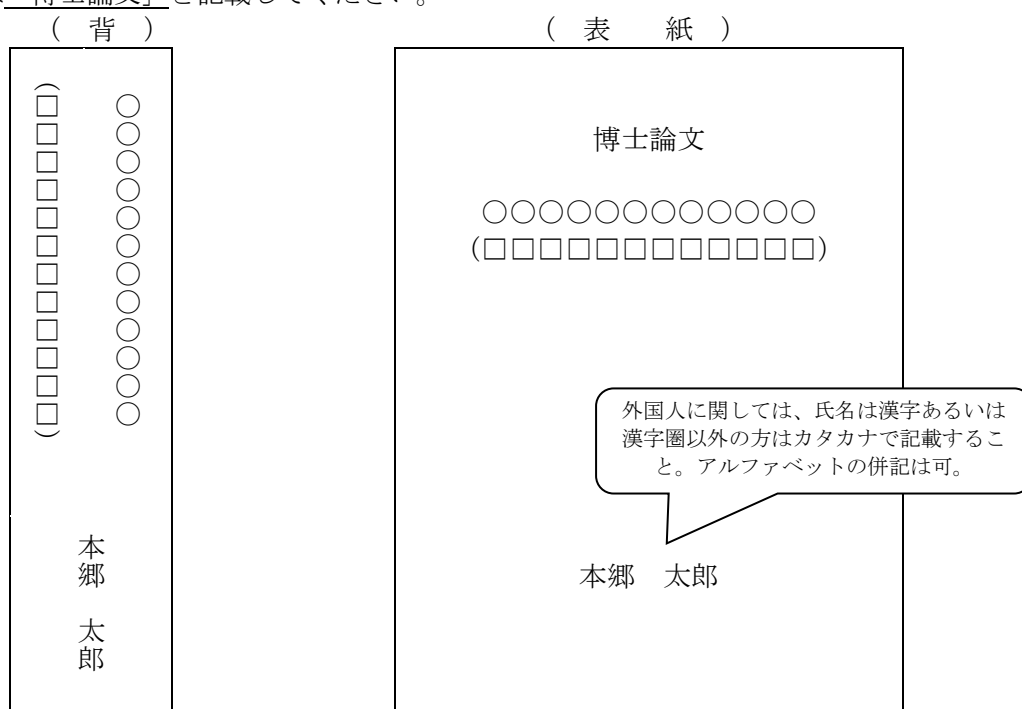 博士論文」を記載してください。
( 背 )
( 表 紙 )
○○○○○○○○○○○○
(□□□□□□□□□□□□)
本郷 太郎
博士論文
○○○○○○○○○○○○
(□□□□□□□□□□□□)
外国人に関しては、氏名は漢字あるいは
漢字圏以外の方はカタカナで記載するこ
と。アルファベットの併記は可。
本郷 太郎